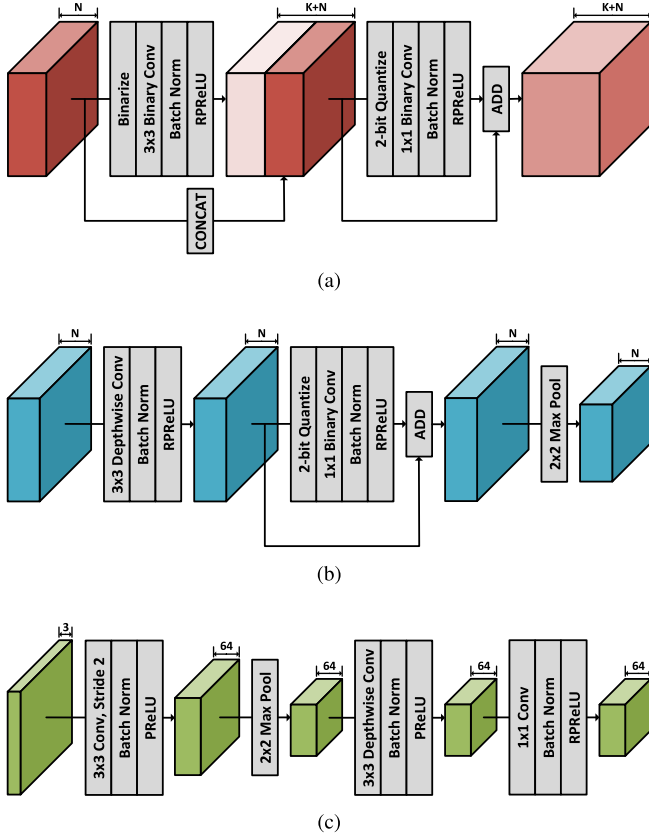 N
K+N
K+N
Binarize
3x3 Binary Conv
Batch Norm
RPReLU
2-bit Quantize
1x1 Binary Conv
Batch Norm
RPReLU
ADD
CONCAT
(a)
N
N
N
N
3x3 Depthwise Conv
Batch Norm
RPReLU
2-bit Quantize
1x1 Binary Conv
Batch Norm
RPReLU
ADD
2x2 Max Pool
(b)
3
64
64
64
64
3x3 Conv, Stride 2
Batch Norm
PReLU
2x2 Max Pool
3x3 Depthwise Conv
Batch Norm
PReLU
1x1 Conv
Batch Norm
RPReLU
(c)